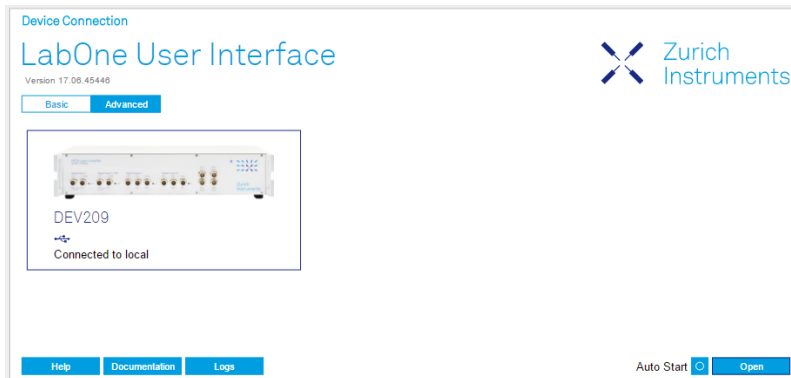 Device Connection
LabOne User Interface
Zurich
Instruments
Version 17.06.45446
Basic
Advanced
DEV209
Connected to local
Help
Documentation
Logs
Auto Start
Open